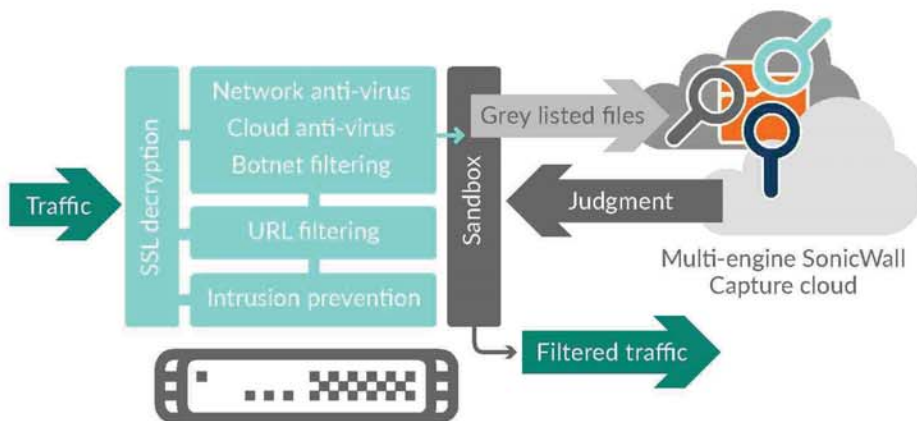 Traffic
SSL decryption
Network anti-virus
Cloud anti-virus
Botnet filtering
URL filtering
Intrusion prevention
Sandbox
Grey listed files
Judgment
Multi-engine SonicWall
Capture cloud
Filtered traffic